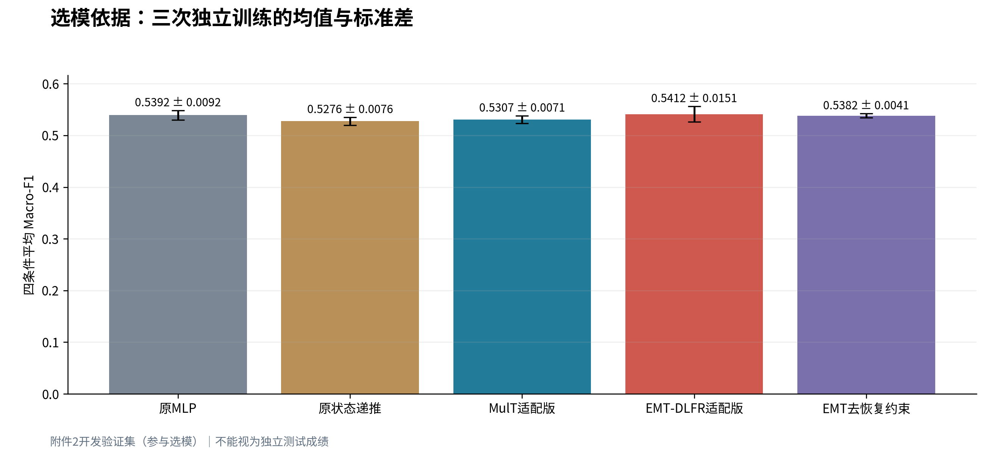 选模依据：三次独立训练的均值与标准差
四条件平均 Macro-F1
0.6
0.5
0.4
0.3
0.2
0.1
0.0
0.5392 ± 0.0092
0.5276 ± 0.0076
0.5307 ± 0.0071
0.5412 ± 0.0151
0.5382 ± 0.0041
原MLP
原状态递推
MulT适配版
EMT-DLFR适配版
EMT去恢复约束
附件2开发验证集（参与选模）｜不能视为独立测试成绩